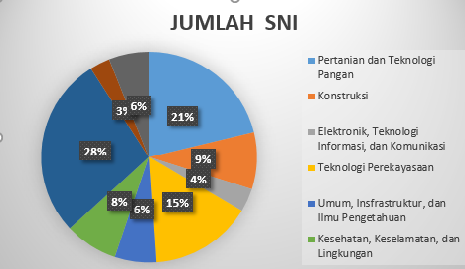 JUMLAH SNI
21%
9%
4%
15%
6%
8%
28%
3%
6%
Pertanian dan Teknologi
Pangan
Konstruksi
Elektronik, Teknologi
Informasi, dan Komunikasi
Teknologi Perekayasaan
Umum, Insfrastruktur, dan
Ilmu Pengetahuan
Kesehatan, Keselamatan, dan
Lingkungan